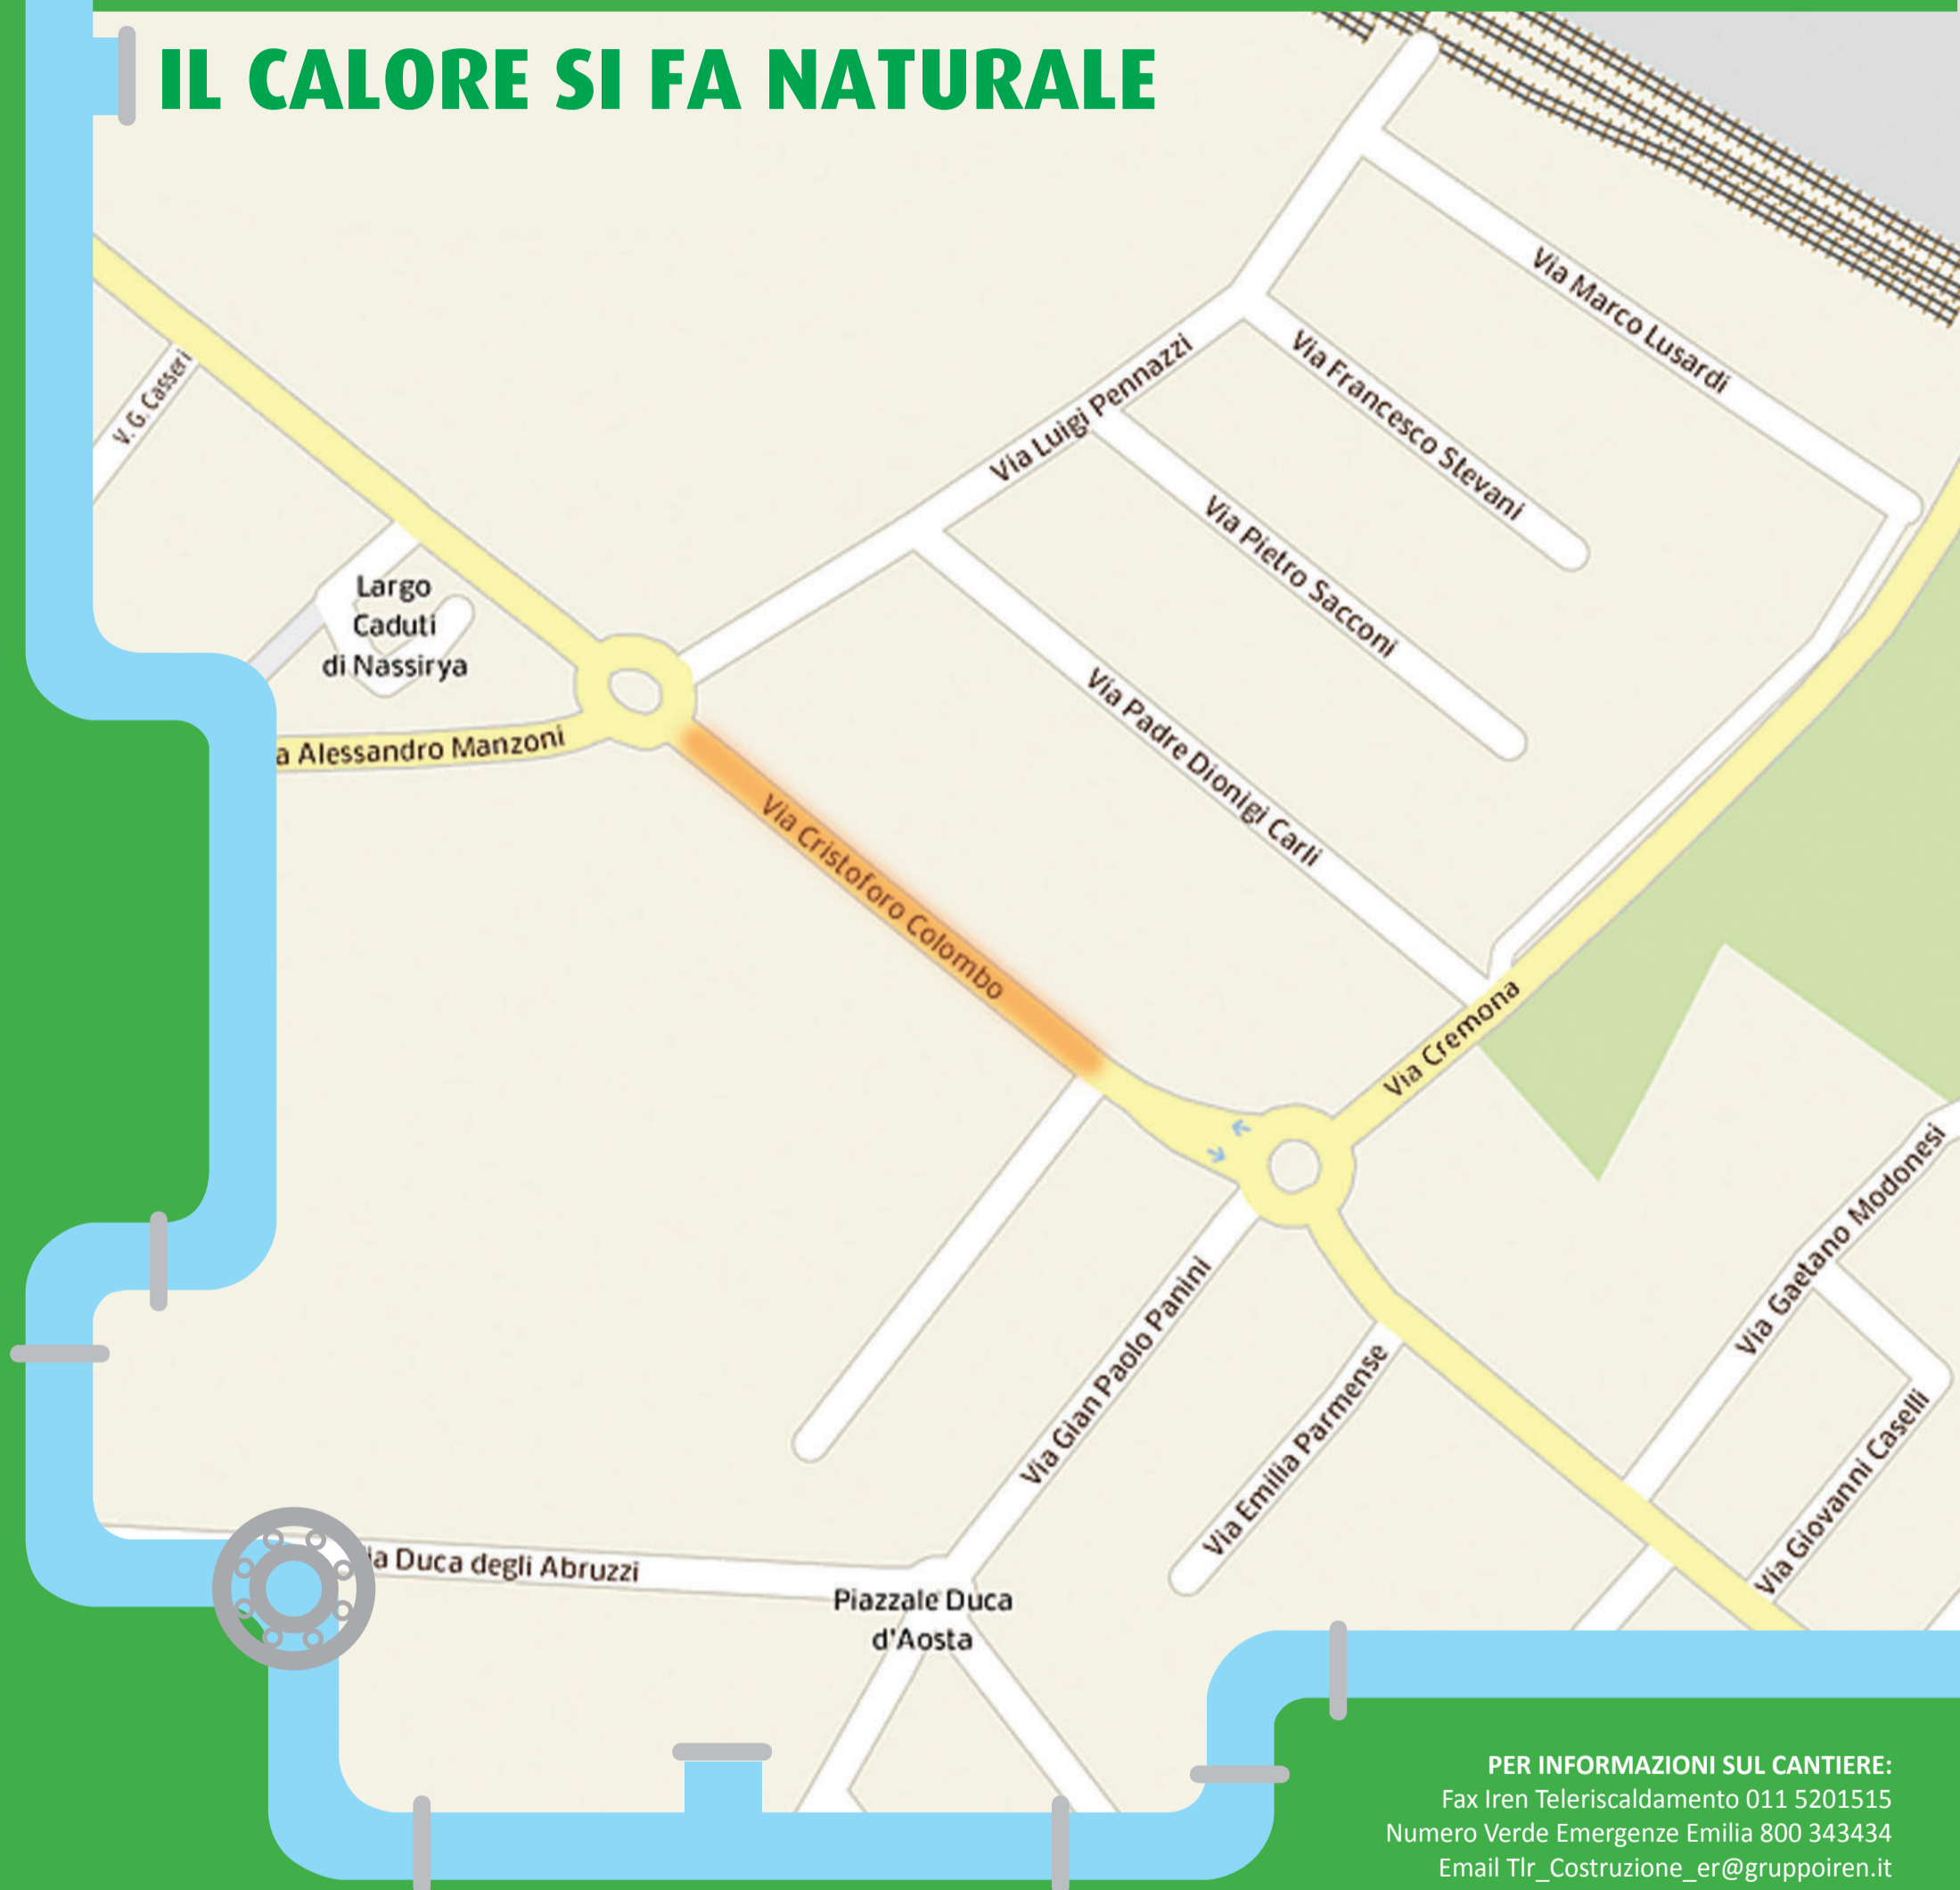 IL CALORE SI FA NATURALE
Via Marco Lusardi
Via Francesco Stevani
Via Luigi Pennazzi
V. G. Casseri
Via Pietro Sacconi
Largo
Caduti
di Nassirya
Via Padre Dionigi Carli
a Alessandro Manzoni
Via Cristoforo Colombo
Via Cremona
Via Gaetano Modonesi
Via Gian Paolo Panini
Via Emilia Parmense
Via Giovanni Caselli
ia Duca degli Abruzzi
Piazzale Duca
d'Aosta
PER INFORMAZIONI SUL CANTIERE:
Fax Iren Teleriscaldamento 011 5201515
Numero Verde Emergenze Emilia 800 343434
Email Tlr_Costruzione_er@gruppoiren.it